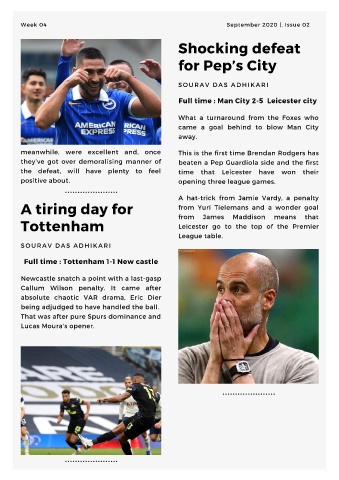 Week 04
September 2020 |. Issue 02
AMERICAN EXPRESS
AMERICAN EXPRESS
meanwhile, were excellent and, once
they've got over demoralising manner of
the defeat, will have plenty to feel
positive about.
A tiring day for
Tottenham
SOURAV DAS ADHIKARI
Full time : Tottenham 1-1 New castle
Newcastle snatch a point with a last-gasp
Callum Wilson penalty. It came after
absolute chaotic VAR drama, Eric Dier
being adjudged to have handled the ball.
That was after pure Spurs dominance and
Lucas Moura's opener.
Shocking defeat
for Pep's City
SOURAV DAS ADHIKARI
Full time : Man City 2-5 Leicester city
What a turnaround from the Foxes who
came a goal behind to blow Man City
away.
This is the first time Brendan Rodgers has
beaten a Pep Guardiola side and the first
time that Leicester have won their
opening three league games.
A hat-trick from Jamie Vardy, a penalty
from Yuri Tielemans and a wonder goal
from James Maddison means that
Leicester go to the top of the Premier
League table.